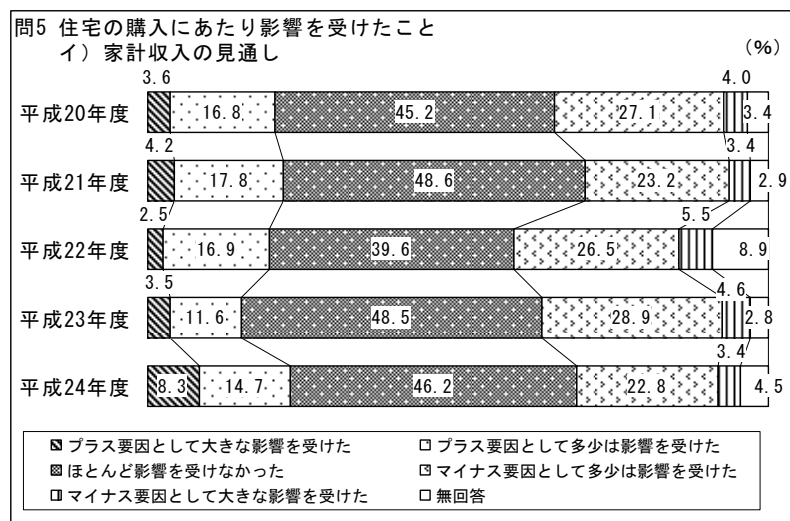 問5 住宅の購入にあたり影響を受けたこと
イ）家計収入の見通し
（%）
3.6 4.0
平成20年度 16.8 45.2 27.1 3.4
4.2 3.4
平成21年度 17.8 48.6 23.2 2.9
2.5 5.5
平成22年度 16.9 39.6 26.5 8.9
3.5 4.6
平成23年度 11.6 48.5 28.9 2.8
3.4
平成24年度 8.3 14.7 46.2 22.8 4.5
プラス要因として大きな影響を受けた プラス要因として多少は影響を受けた
ほとんど影響を受けなかった マイナス要因として多少は影響を受けた
マイナス要因として大きな影響を受けた 無回答